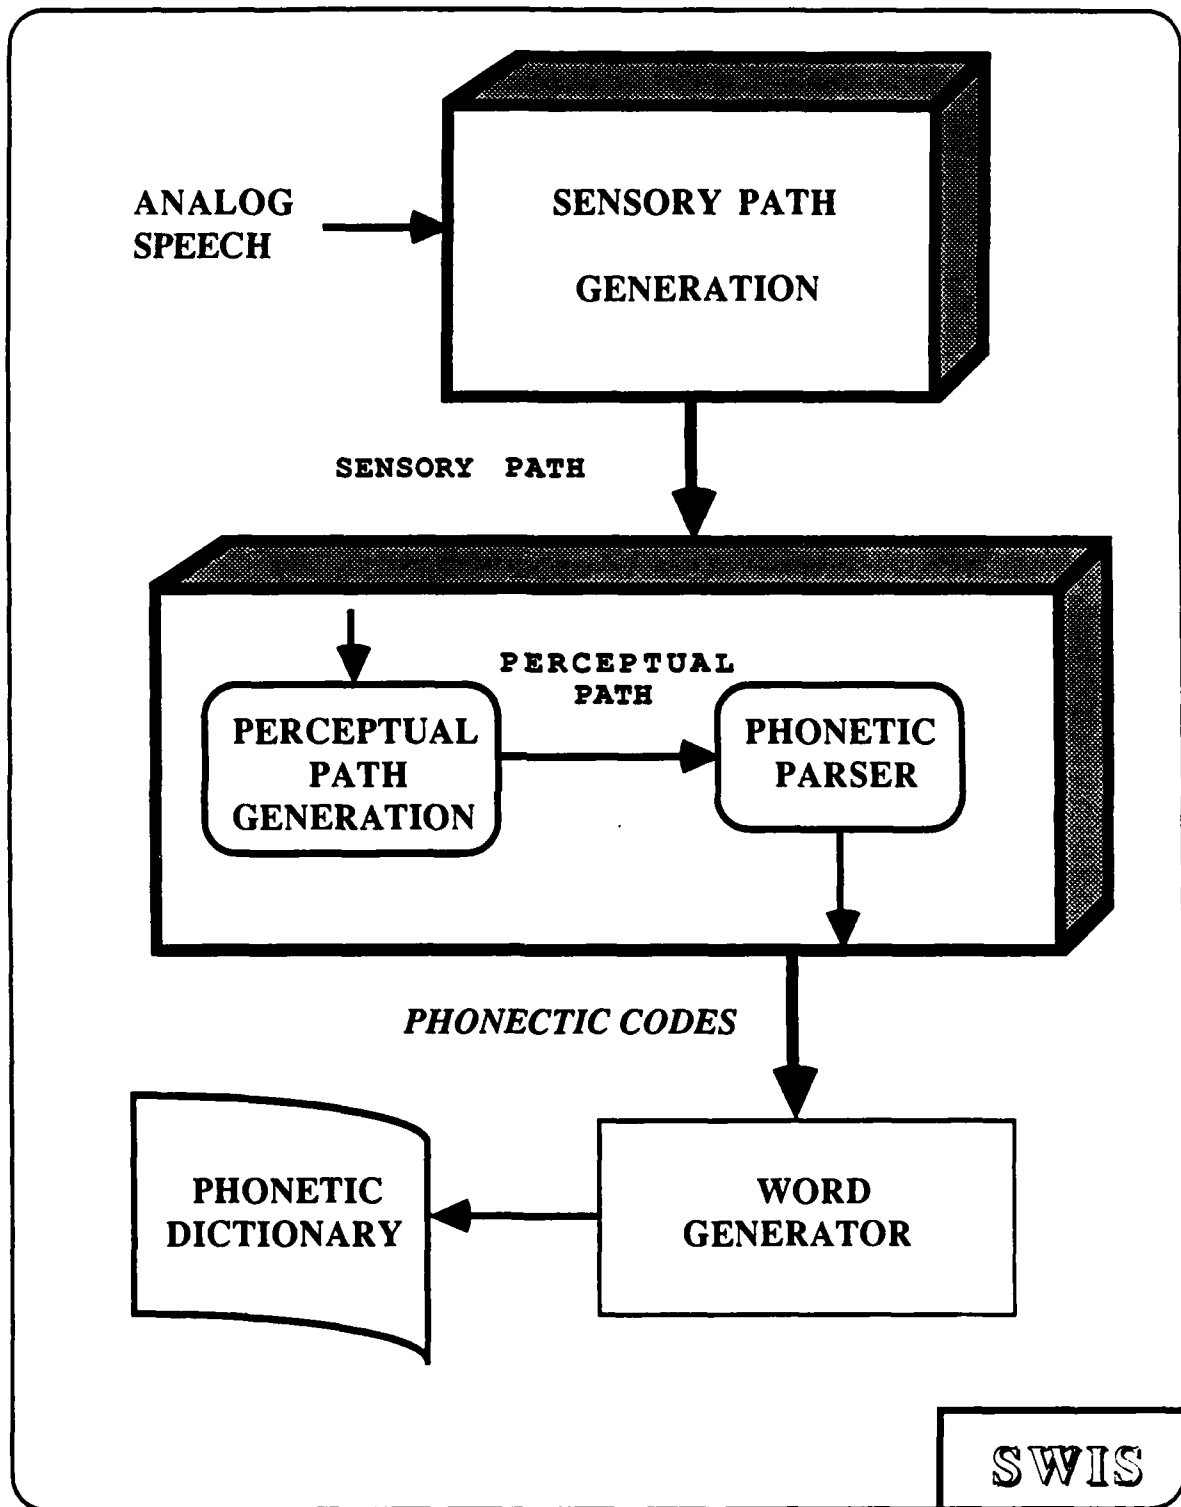 ANALOG
SPEECH
SENSORY PATH
GENERATION
SENSORY PATH
PERCEPTUAL
PATH
PERCEPTUAL
PATH
GENERATION
PHONETIC
PARSER
PHONECTIC CODES
PHONETIC
DICTIONARY
WORD
GENERATOR
SWIS